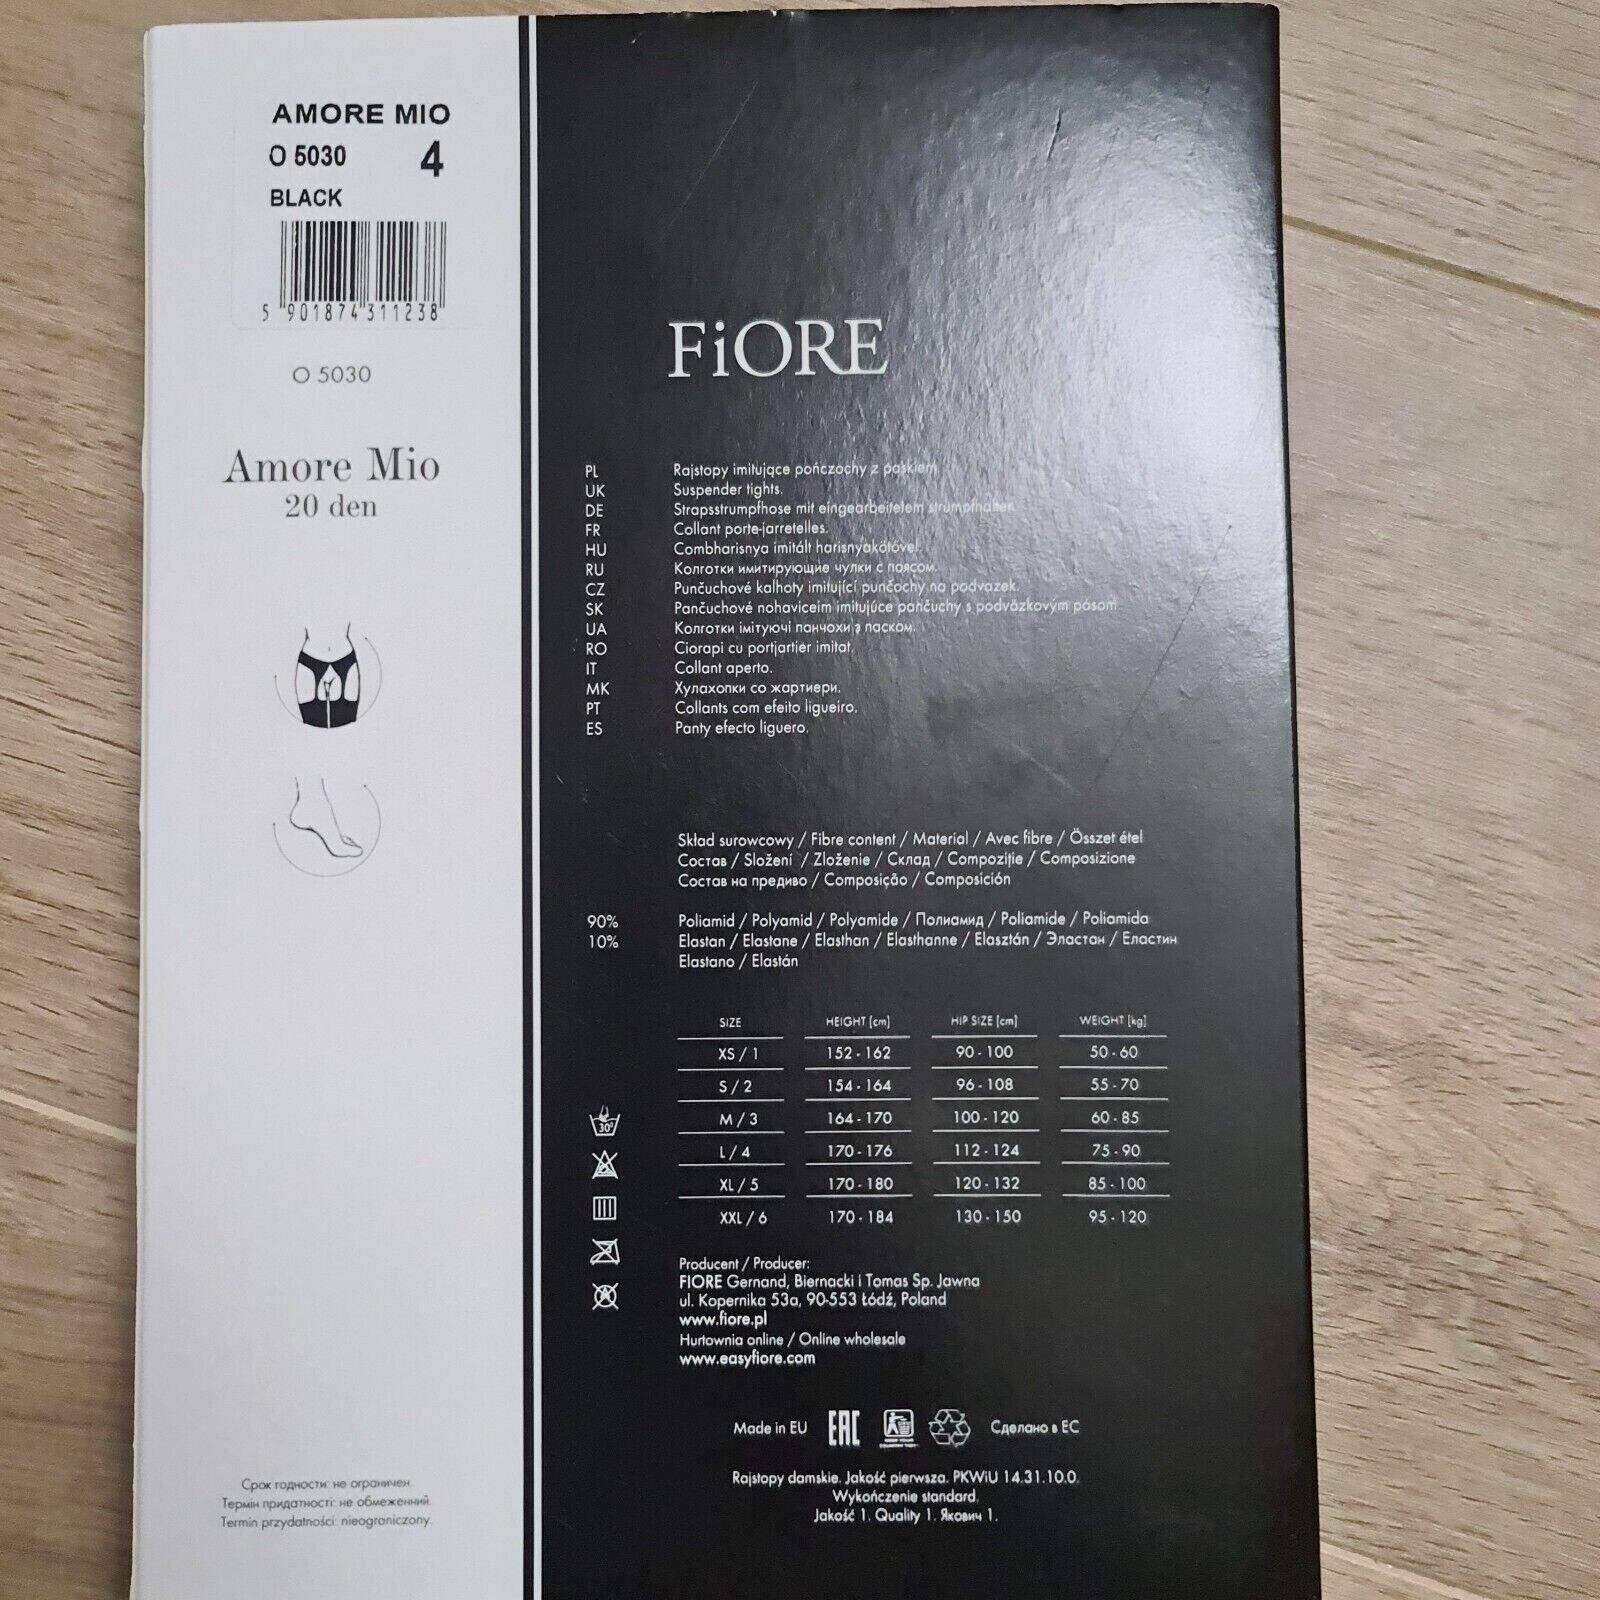 AMORE MIO
O 5030 4
BLACK
5 901874 311238
O 5030
Amore Mio
20 den
Срок годности: не ограничен.
Термін придатності: не обмежений.
Termin przydatności: nieograniczony.
FiORE
PL Rajstopy imitujące pończochy z paskiem.
UK Suspender tights.
DE Strapsstrumpfhose mit eingearbeitetem strumpfhalter.
FR Collant porte-jarretelles.
HU Combharisnya imitált harisnyakötővel.
RU Колготки имитирующие чулки с поясом.
CZ Punčuchové kalhoty imitující punčochy na podvazek.
SK Pančuchové nohaviceim imitujúce pančuchy s podväzkovým pásom.
UA Колготки імітуючі панчохи з паском.
RO Ciorapi cu portjartier imitat.
IT Collant aperto.
MK Хулахопки со жартиери.
PT Collants com efeito ligueiro.
ES Panty efecto liguero.
Skład surowcowy / Fibre content / Material / Avec fibre / Összet étel
Состав / Složení / Zloženie / Склад / Compoziție / Composizione
Состав на предиво / Composição / Composición
90% Poliamid / Polyamid / Polyamide / Полиамид / Poliamide / Poliamida
10% Elastan / Elastane / Elasthan / Elasthanne / Elasztán / Эластан / Еластин
Elastano / Elastán
SIZE HEIGHT [cm] HIP SIZE [cm] WEIGHT [kg]
XS / 1 152 - 162 90 - 100 50 - 60
S / 2 154 - 164 96 - 108 55 - 70
M / 3 164 - 170 100 - 120 60 - 85
L / 4 170 - 176 112 - 124 75 - 90
XL / 5 170 - 180 120 - 132 85 - 100
XXL / 6 170 - 184 130 - 150 95 - 120
30°
Producent / Producer:
FIORE Gernand, Biernacki i Tomas Sp. Jawna
ul. Kopernika 53a, 90-553 Łódź, Poland
www.fiore.pl
Hurtownia online / Online wholesale
www.easyfiore.com
Made in EU EAC Сделано в ЕС
Rajstopy damskie. Jakość pierwsza. PKWiU 14.31.10.0.
Wykończenie standard.
Jakość 1. Quality 1. Якович 1.